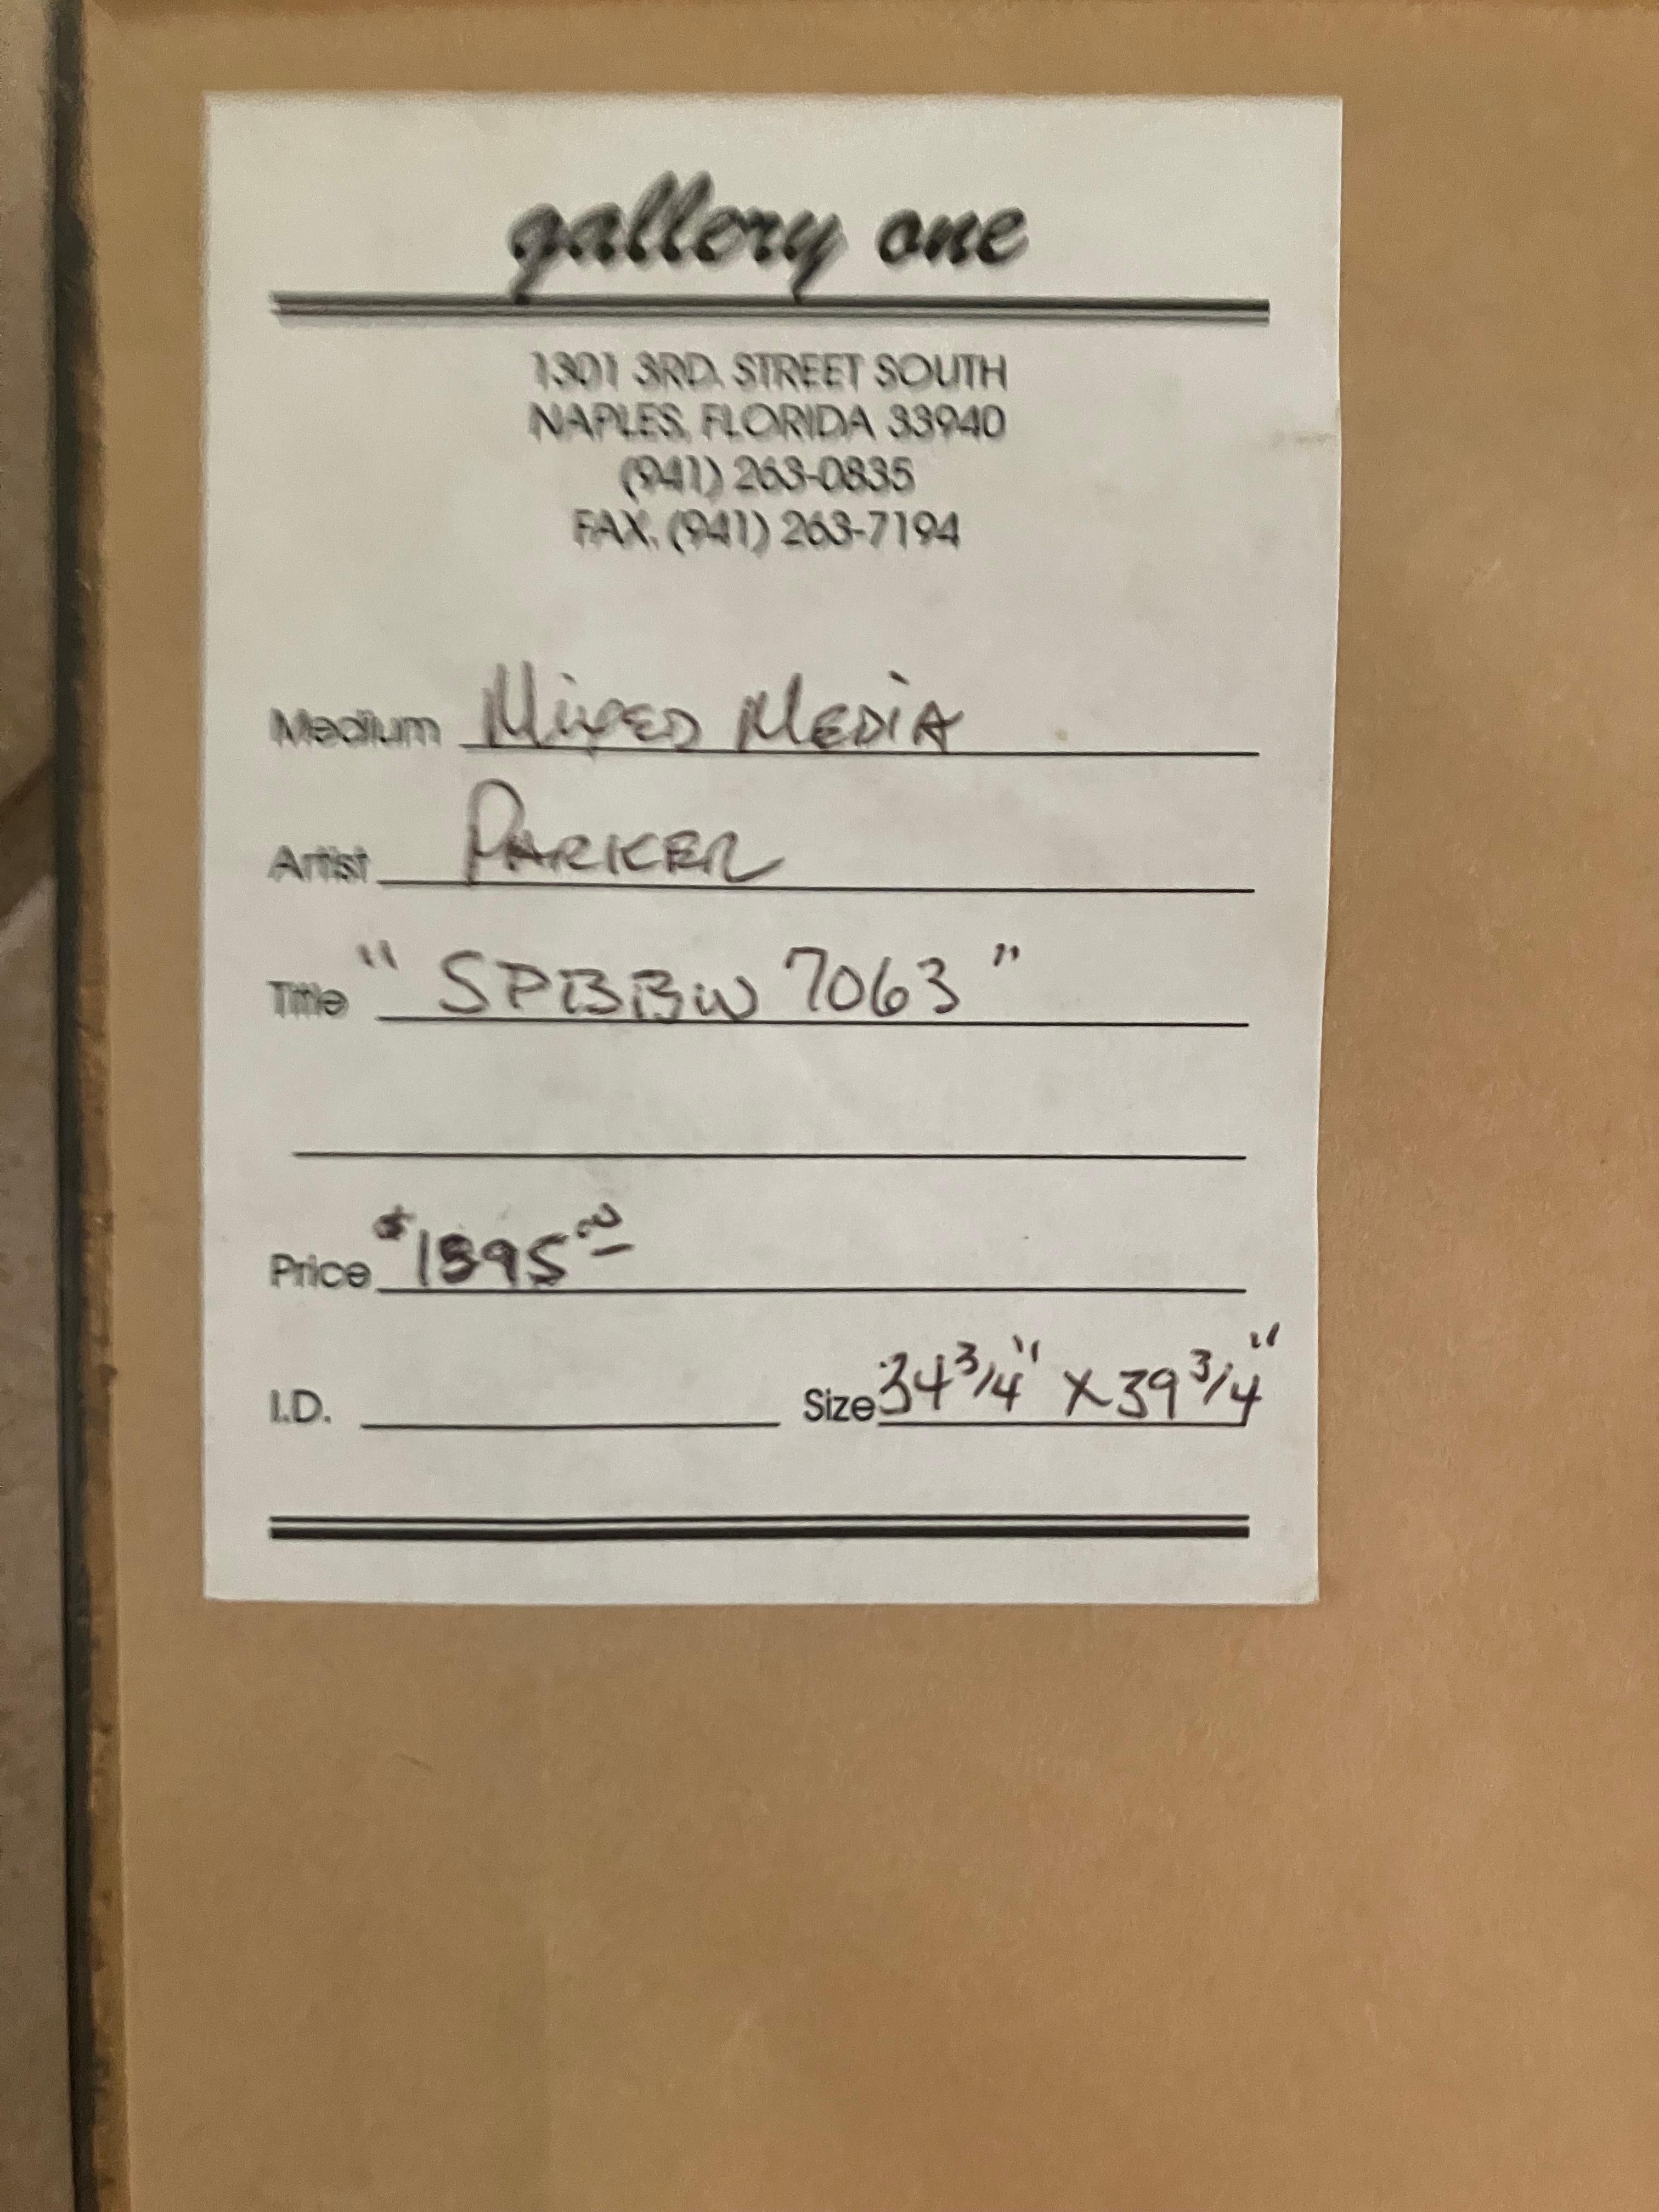 gallery one
1301 3RD. STREET SOUTH
NAPLES, FLORIDA 33940
(941) 263-0835
FAX. (941) 263-7194
Medium MIXED MEDIA
Artist PARKER
Title "SPBBW 7063"
Price $1895.00
I.D. Size 34 3/4" X 39 3/4"